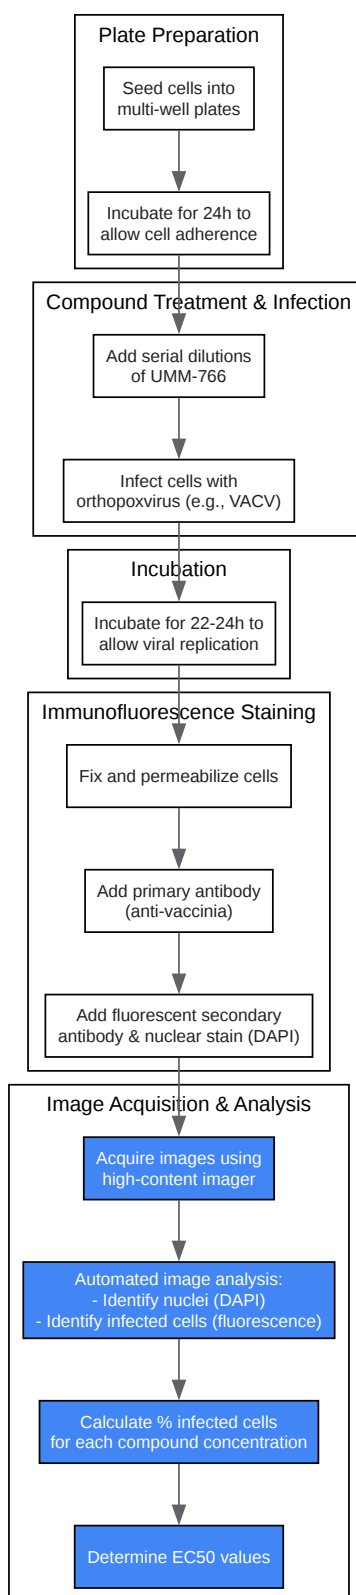 Plate Preparation
Seed cells into
multi-well plates
Incubate for 24h to
allow cell adherence
Compound Treatment & Infection
Add serial dilutions
of UMM-766
Infect cells with
orthopoxvirus (e.g., VACV)
Incubation
Incubate for 22-24h to
allow viral replication
Immunofluorescence Staining
Fix and permeabilize cells
Add primary antibody
(anti-vaccinia)
Add fluorescent secondary
antibody & nuclear stain (DAPI)
Image Acquisition & Analysis
Acquire images using
high-content imager
Automated image analysis:
- Identify nuclei (DAPI)
- Identify infected cells (fluorescence)
Calculate % infected cells
for each compound concentration
Determine EC50 values